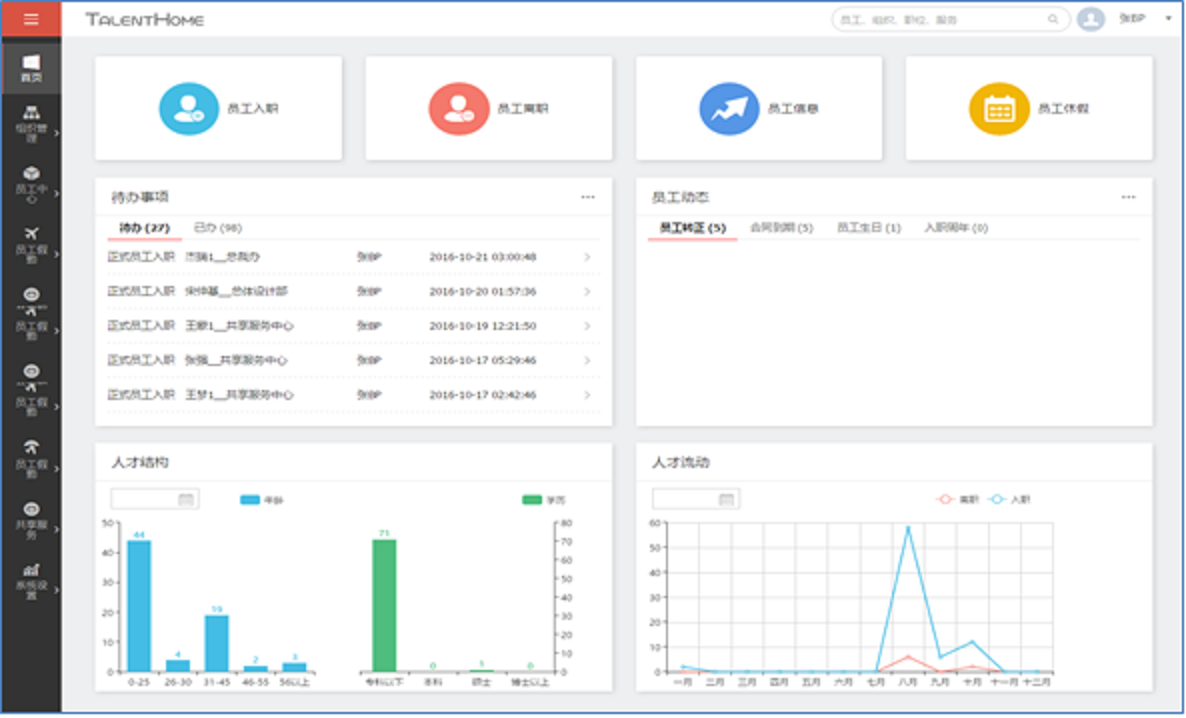 TALENTHOME
员工、组织、职位、服务
张BP
首页
组织管
理
员工中
心
员工假
勤
员工假
勤
员工假
勤
员工假
勤
共享服
务
系统设
置
员工入职
员工离职
员工信息
员工休假
待办事项
待办 (27) 已办 (98)
正式员工入职 杰瑞1__总裁办 张BP 2016-10-21 03:00:48
正式员工入职 宋仲基__总体设计部 张BP 2016-10-20 01:57:36
正式员工入职 1__共享服务中心 张BP 2016-10-19 12:21:50
正式员工入职 张强__共享服务中心 张BP 2016-10-17 05:29:46
正式员工入职 王梦1__共享服务中心 张BP 2016-10-17 02:42:46
员工动态
员工转正 (5) 合同到期 (5) 员工生日 (1) 入职周年 (0)
人才结构
年龄
学历
50
40
30
20
10
0
44
4
19
2
3
0-25 26-30 31-45 46-55 56以上
80
70
60
50
40
30
20
10
0
71
0
1
0
专科以下 本科 硕士 博士以上
人才流动
离职 入职
60
50
40
30
20
10
0
一月 二月 三月 四月 五月 六月 七月 八月 九月 十月 十一月 十二月